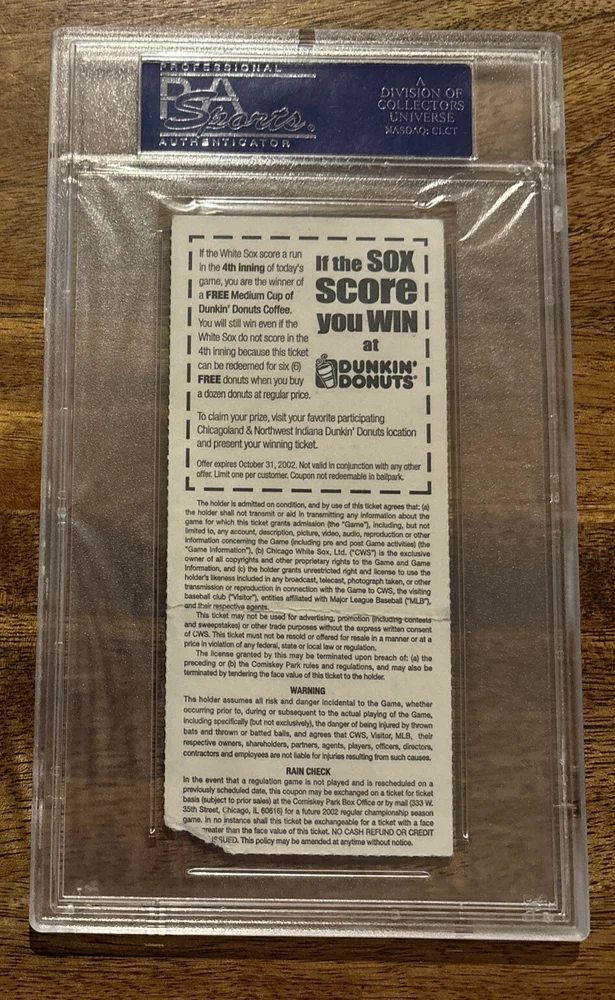 PROFESSIONAL
PSA
Sports.
AUTHENTICATOR
A
DIVISION OF
COLLECTORS
UNIVERSE
NASDAQ: CLCT
If the White Sox score a run
in the 4th inning of today's
game, you are the winner of
a FREE Medium Cup of
Dunkin' Donuts Coffee.
You will still win even if the
White Sox do not score in the
4th inning because this ticket
can be redeemed for six (6)
FREE donuts when you buy
a dozen donuts at regular price.
If the SOX
score
you WIN
at
DUNKIN'
DONUTS
To claim your prize, visit your favorite participating
Chicagoland & Northwest Indiana Dunkin' Donuts location
and present your winning ticket.
Offer expires October 31, 2002. Not valid in conjunction with any other
offer. Limit one per customer. Coupon not redeemable in ballpark.
The holder is admitted on condition, and by use of this ticket agrees that; (a)
the holder shall not transmit or aid in transmitting any information about the
game for which this ticket grants admission (the "Game"), including, but not
limited to, any account, description, picture, video, audio, reproduction or other
information concerning the Game (including pre and post Game activities) (the
"Game Information"), (b) Chicago White Sox, Ltd. ("CWS") is the exclusive
owner of all copyrights and other proprietary rights to the Game and Game
Information, and (c) the holder grants unrestricted right and license to use the
holder's likeness included in any broadcast, telecast, photograph taken, or other
transmission or reproduction in connection with the Game to CWS, the visiting
baseball club ("Visitor"), entities affiliated with Major League Baseball ("MLB"),
and their respective agents.
This ticket may not be used for advertising, promotion (including contests
and sweepstakes) or other trade purposes without the express written consent
of CWS. This ticket must not be resold or offered for resale in a manner or at a
price in violation of any federal, state or local law or regulation.
The license granted by this may be terminated upon breach of: (a) the
preceding or (b) the Comiskey Park rules and regulations, and may also be
terminated by tendering the face value of this ticket to the holder.
WARNING
The holder assumes all risk and danger incidental to the Game, whether
occurring prior to, during or subsequent to the actual playing of the Game,
including specifically (but not exclusively), the danger of being injured by thrown
bats and thrown or batted balls, and agrees that CWS, Visitor, MLB, their
respective owners, shareholders, partners, agents, players, officers, directors,
contractors and employees are not liable for injuries resulting from such causes.
RAIN CHECK
In the event that a regulation game is not played and is rescheduled on a
previously scheduled date, this coupon may be exchanged on a ticket for ticket
basis (subject to prior sales) at the Comiskey Park Box Office or by mail (333 W.
35th Street, Chicago, IL 60616) for a future 2002 regular championship season
game. In no instance shall this ticket be exchangeable for a ticket with a face
greater than the face value of this ticket. NO CASH REFUND OR CREDIT
ISSUED. This policy may be amended at anytime without notice.